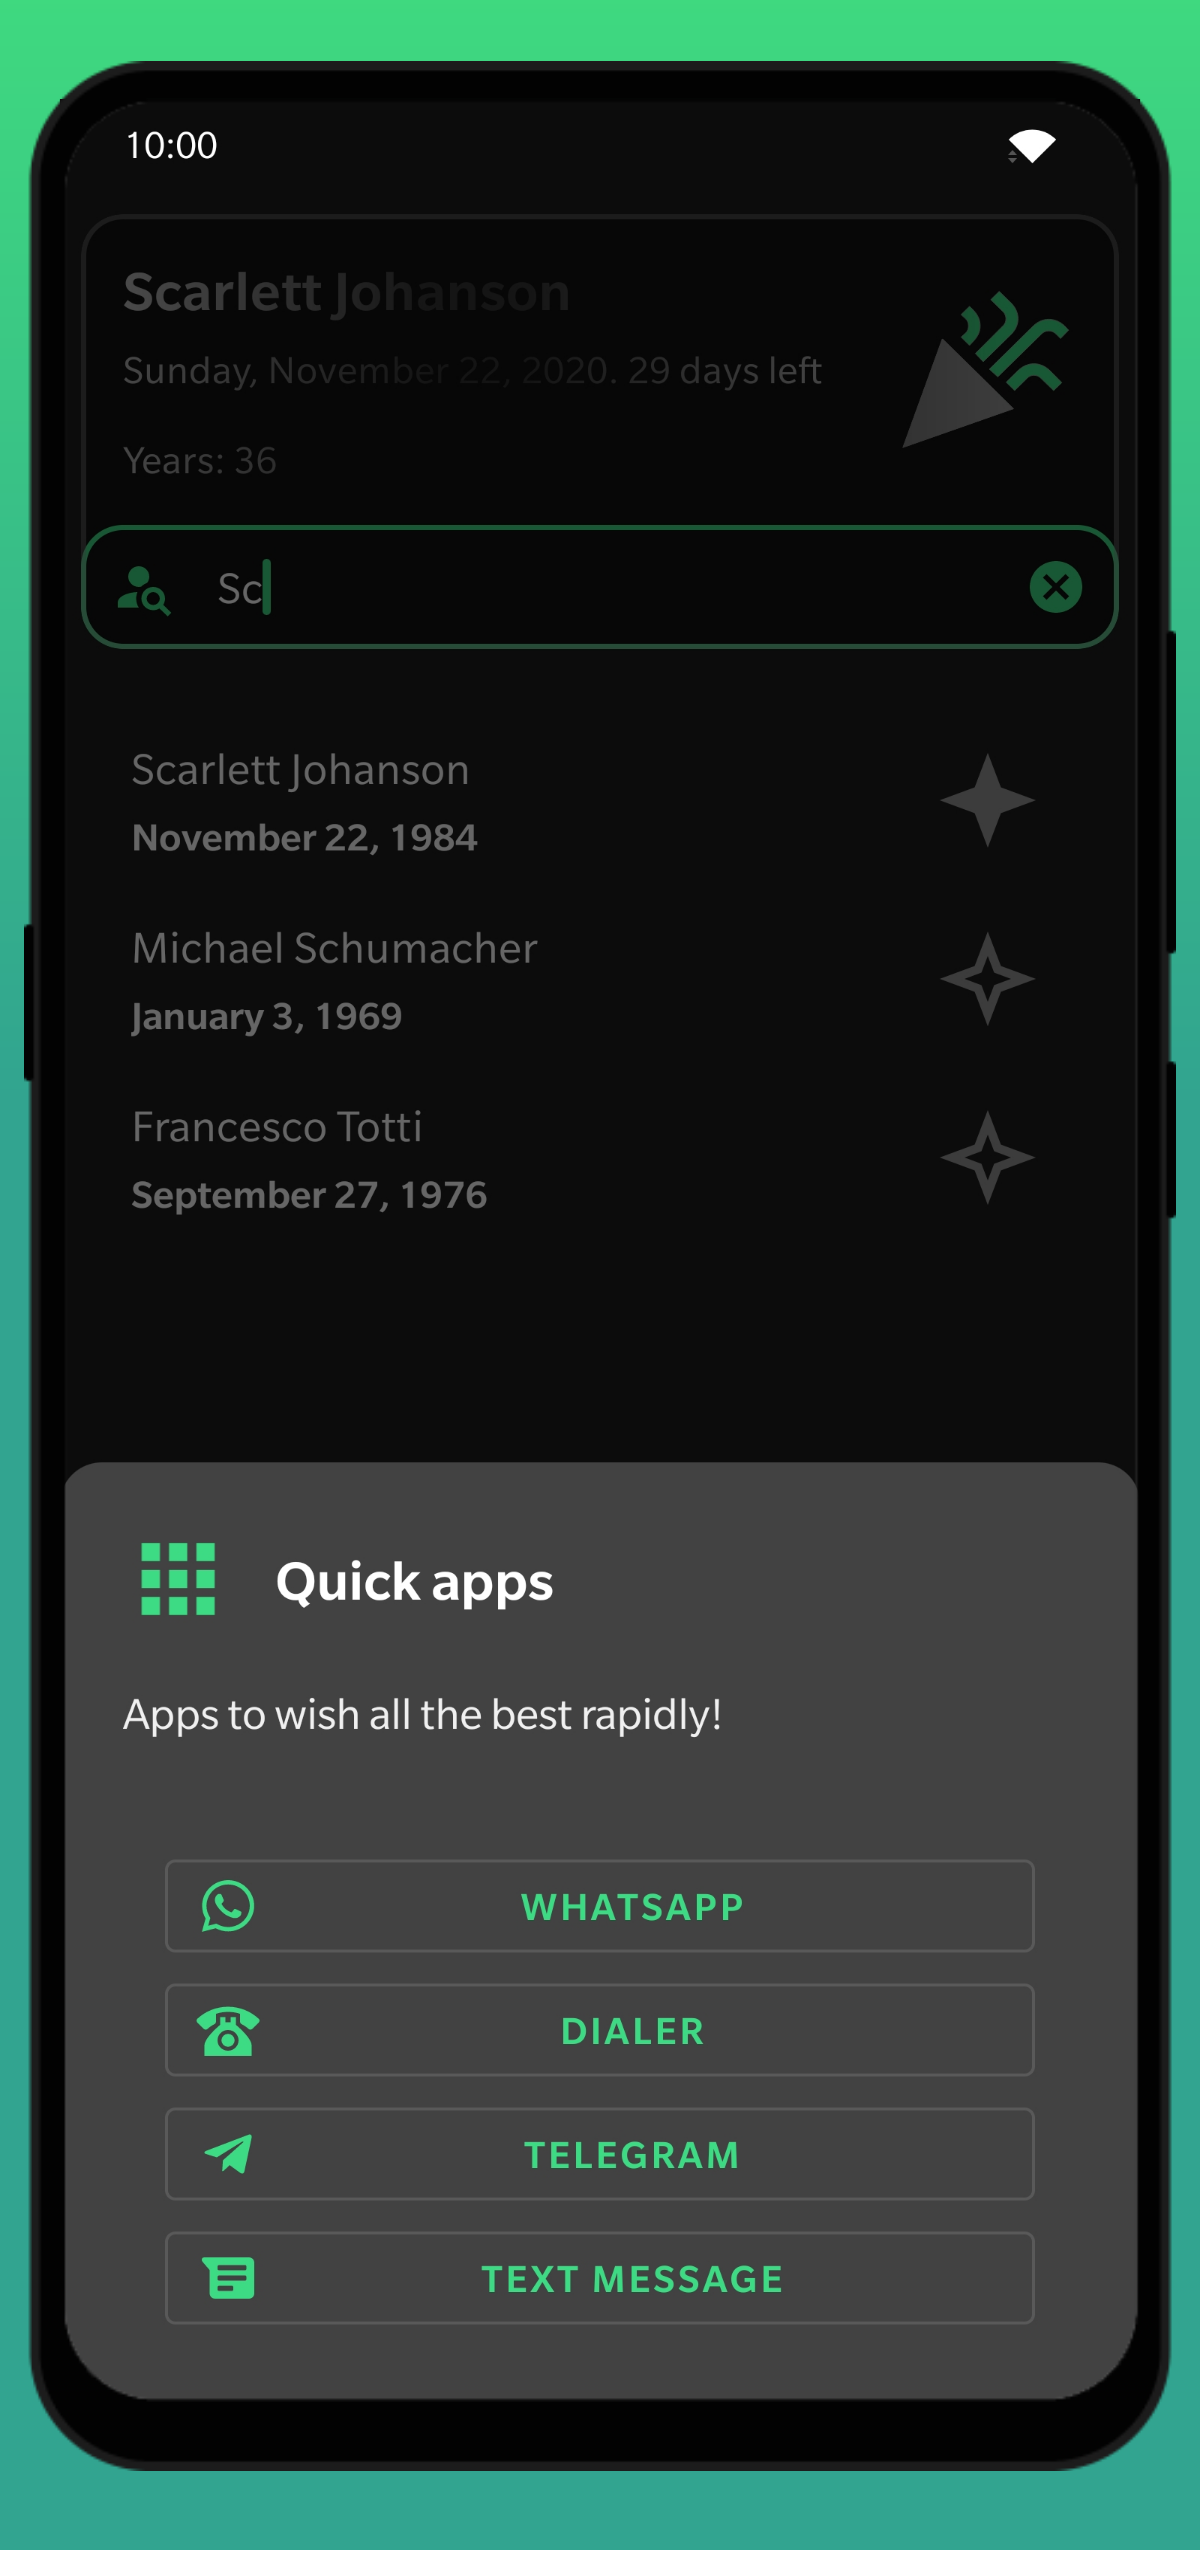 10:00
Scarlett Johanson
Sunday, November 22, 2020. 29 days left
Years: 36
Sc
Scarlett Johanson
November 22, 1984
Michael Schumacher
January 3, 1969
Francesco Totti
September 27, 1976
Quick apps
Apps to wish all the best rapidly!
WHATSAPP
DIALER
TELEGRAM
TEXT MESSAGE